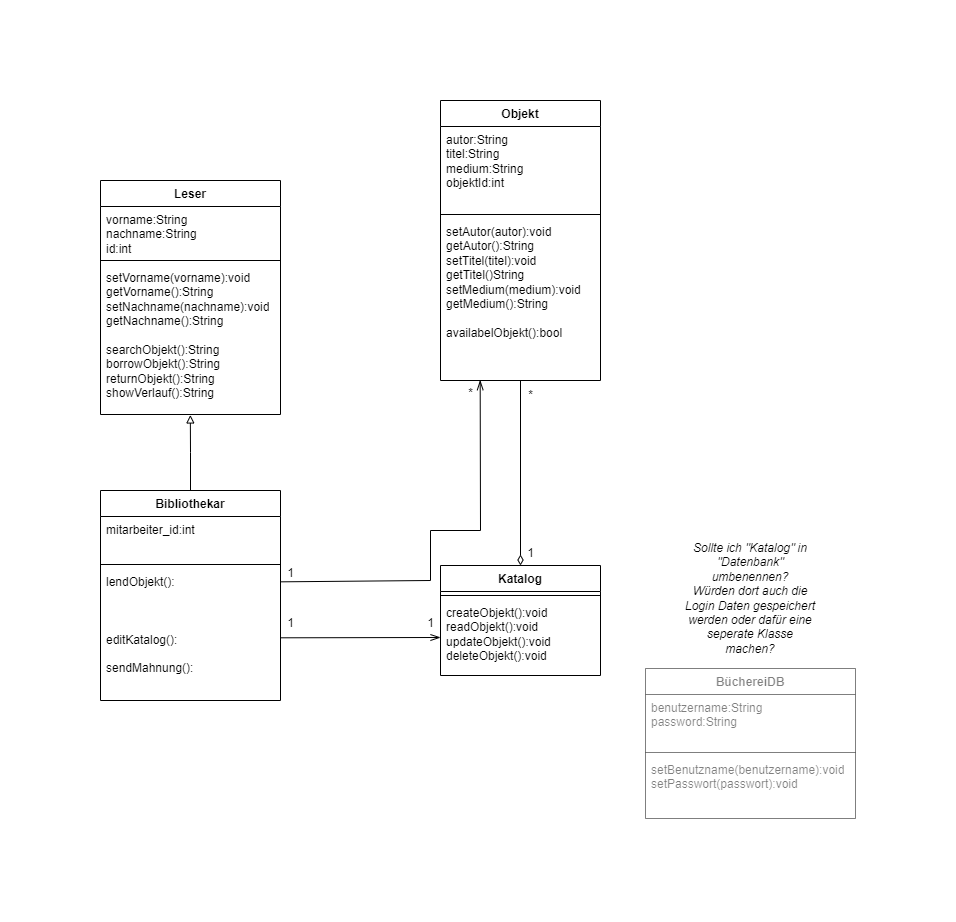 Objekt
autor:String
titel:String
medium:String
objektId:int
setAutor(autor):void
getAutor():String
setTitel(titel):void
getTitel()String
setMedium(medium):void
getMedium():String
availabelObjekt():bool
Leser
vorname:String
nachname:String
id:int
setVorname(vorname):void
getVorname():String
setNachname(nachname):void
getNachname():String
searchObjekt():String
borrowObjekt():String
returnObjekt():String
showVerlauf():String
*
*
Bibliothekar
mitarbeiter_id:int
lendObjekt():
editKatalog():
sendMahnung():
1
1
1
1
Katalog
createObjekt():void
readObjekt():void
updateObjekt():void
deleteObjekt():void
Sollte ich "Katalog" in
"Datenbank"
umbenennen?
Würden dort auch die
Login Daten gespeichert
werden oder dafür eine
seperate Klasse
machen?
BüchereiDB
benutzername:String
password:String
setBenutzname(benutzername):void
setPasswort(passwort):void